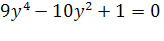 9y⁴ − 10y² + 1 = 0